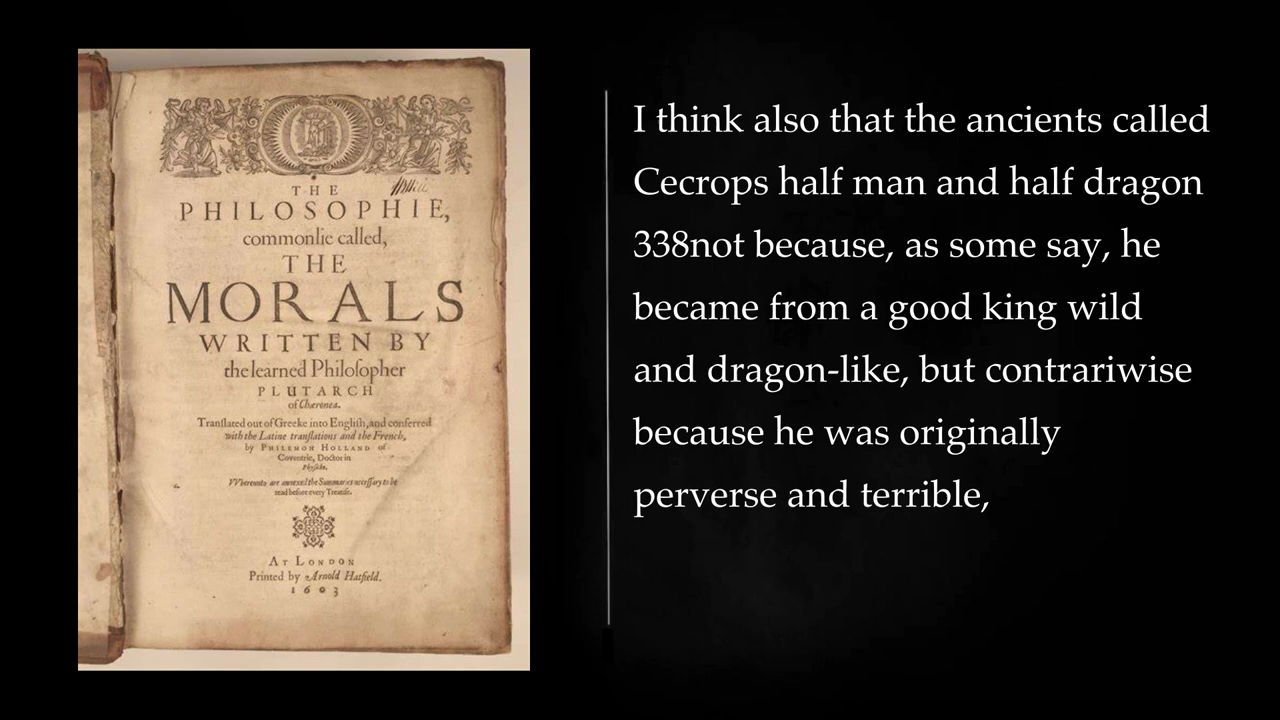 THE
PHILOSOPHIE,
commonlie called,
THE
MORALS
WRITTEN BY
the learned Philoſopher
PLUTARCH
of Chæronea.
Tranſlated out of Greeke into Engliſh, and conferred
with the Latine tranſlations and the French,
by PHILEMON HOLLAND of
Coventrie, Doctor in
Phyſicke.
VVhereunto are annexed the Summaries neceſſary to be
read before every Treatiſe.
AT LONDON
Printed by Arnold Hatfield.
1603
I think also that the ancients called
Cecrops half man and half dragon
338not because, as some say, he
became from a good king wild
and dragon-like, but contrariwise
because he was originally
perverse and terrible,